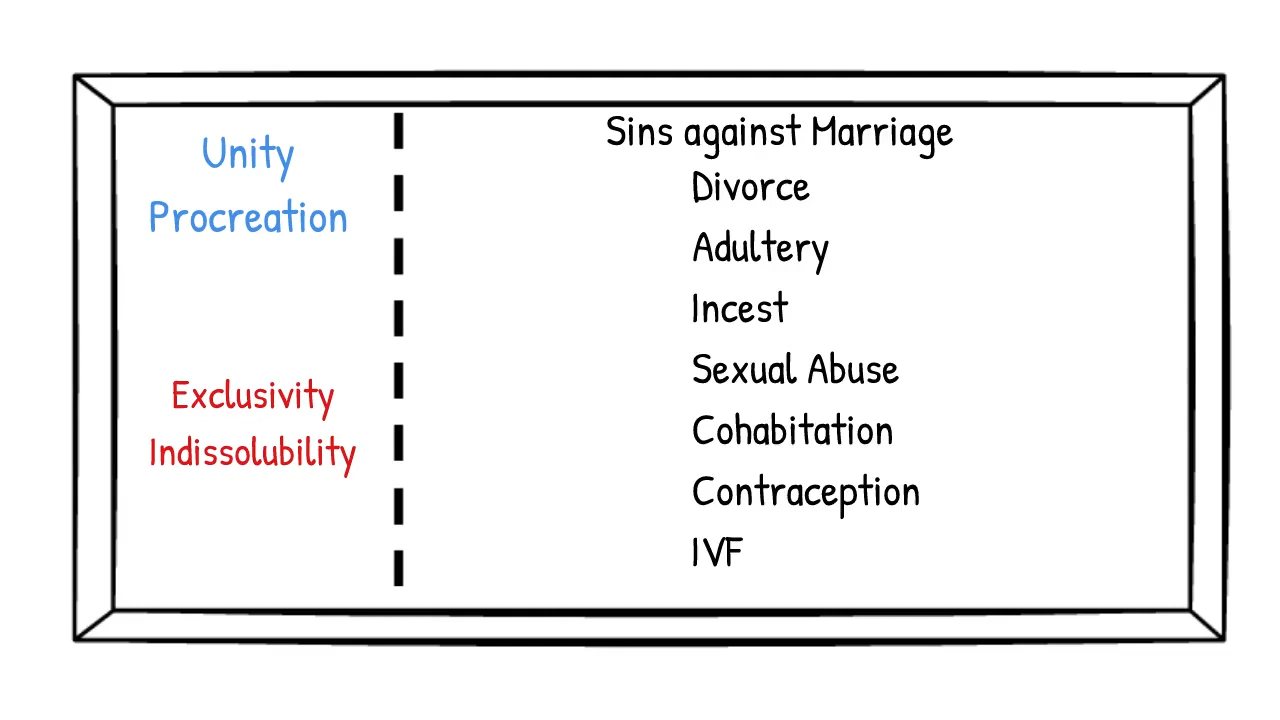 Unity
Procreation
Exclusivity
Indissolubility
Sins against Marriage
Divorce
Adultery
Incest
Sexual Abuse
Cohabitation
Contraception
IVF